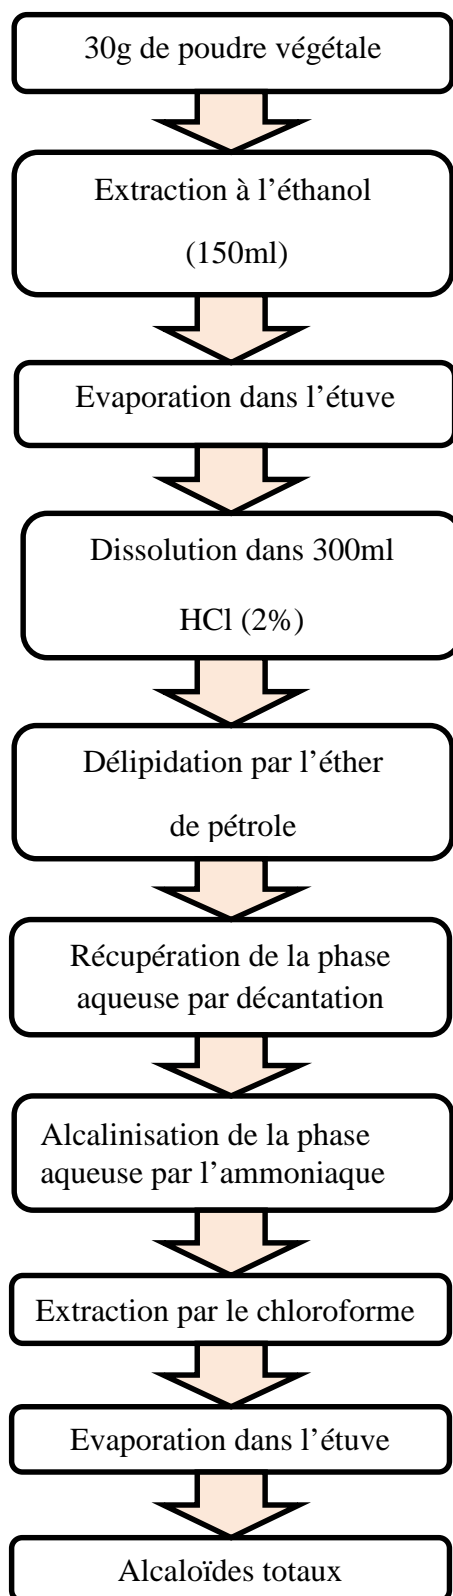 30g de poudre végétale
Extraction à l’éthanol
(150ml)
Evaporation dans l’étuve
Dissolution dans 300ml
HCl (2%)
Délipidation par l’éther
de pétrole
Récupération de la phase
aqueuse par décantation
Alcalinisation de la phase
aqueuse par l’ammoniaque
Extraction par le chloroforme
Evaporation dans l’étuve
Alcaloïdes totaux